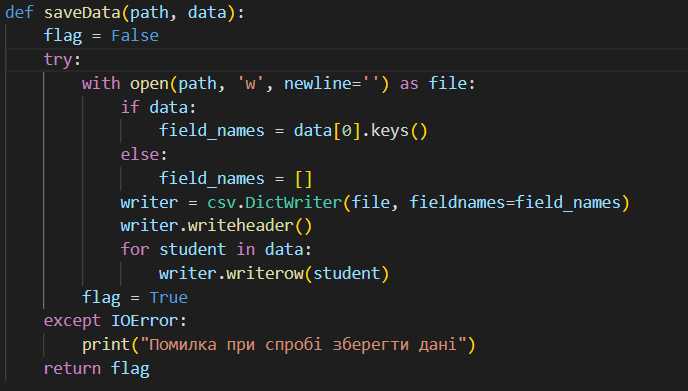 def saveData(path, data):
    flag = False
    try:
        with open(path, 'w', newline='') as file:
            if data:
                field_names = data[0].keys()
            else:
                field_names = []
            writer = csv.DictWriter(file, fieldnames=field_names)
            writer.writeheader()
            for student in data:
                writer.writerow(student)
        flag = True
    except IOError:
        print("Помилка при спробі зберегти дані")
    return flag